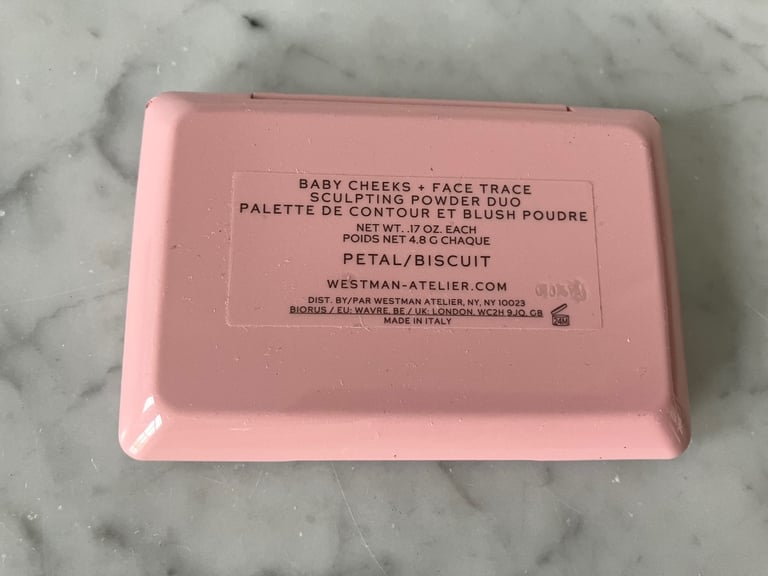 BABY CHEEKS + FACE TRACE
SCULPTING POWDER DUO
PALETTE DE CONTOUR ET BLUSH POUDRE
NET WT. .17 OZ. EACH
POIDS NET 4.8 G CHAQUE
PETAL/BISCUIT
WESTMAN-ATELIER.COM
DIST. BY/PAR WESTMAN ATELIER, NY, NY 10023
BIORUS / EU: WAVRE, BE / UK: LONDON, WC2H 9JQ, GB
MADE IN ITALY
24M